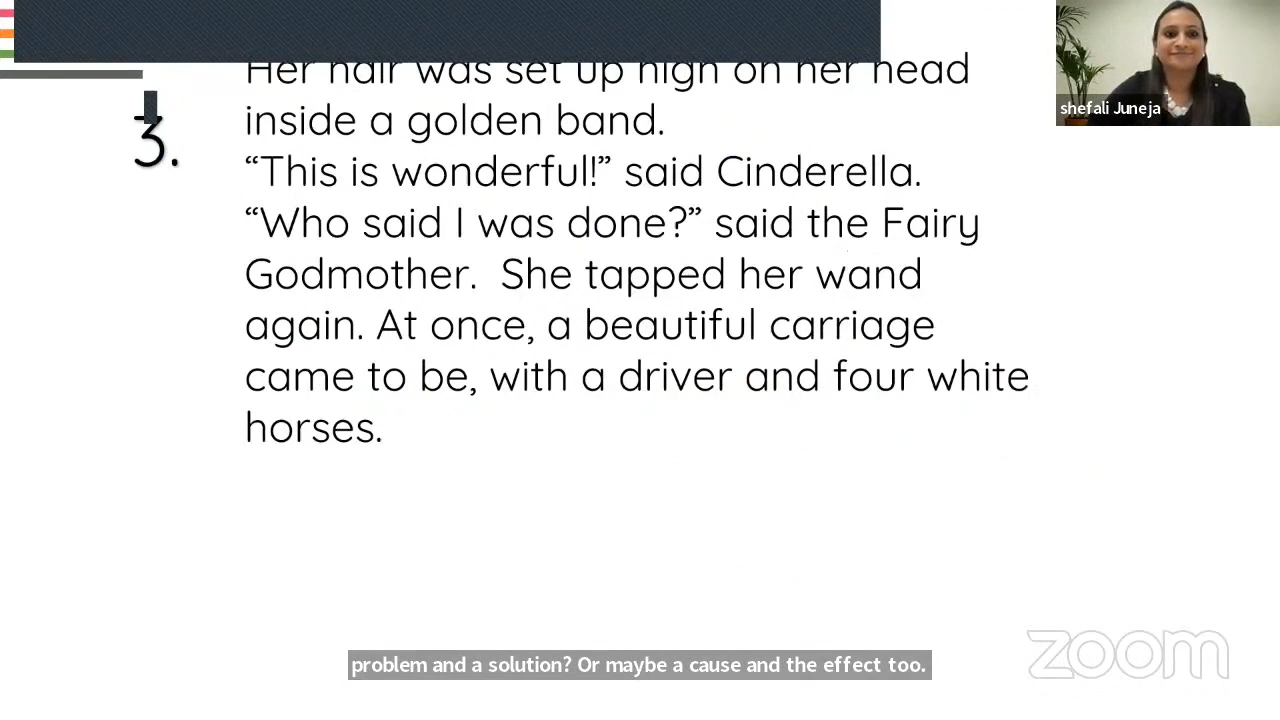 Her hair was set up high on her head
inside a golden band.
3.
“This is wonderful!” said Cinderella.
“Who said I was done?” said the Fairy
Godmother.  She tapped her wand
again. At once, a beautiful carriage
came to be, with a driver and four white
horses.
shefali Juneja
problem and a solution? Or maybe a cause and the effect too.
zoom